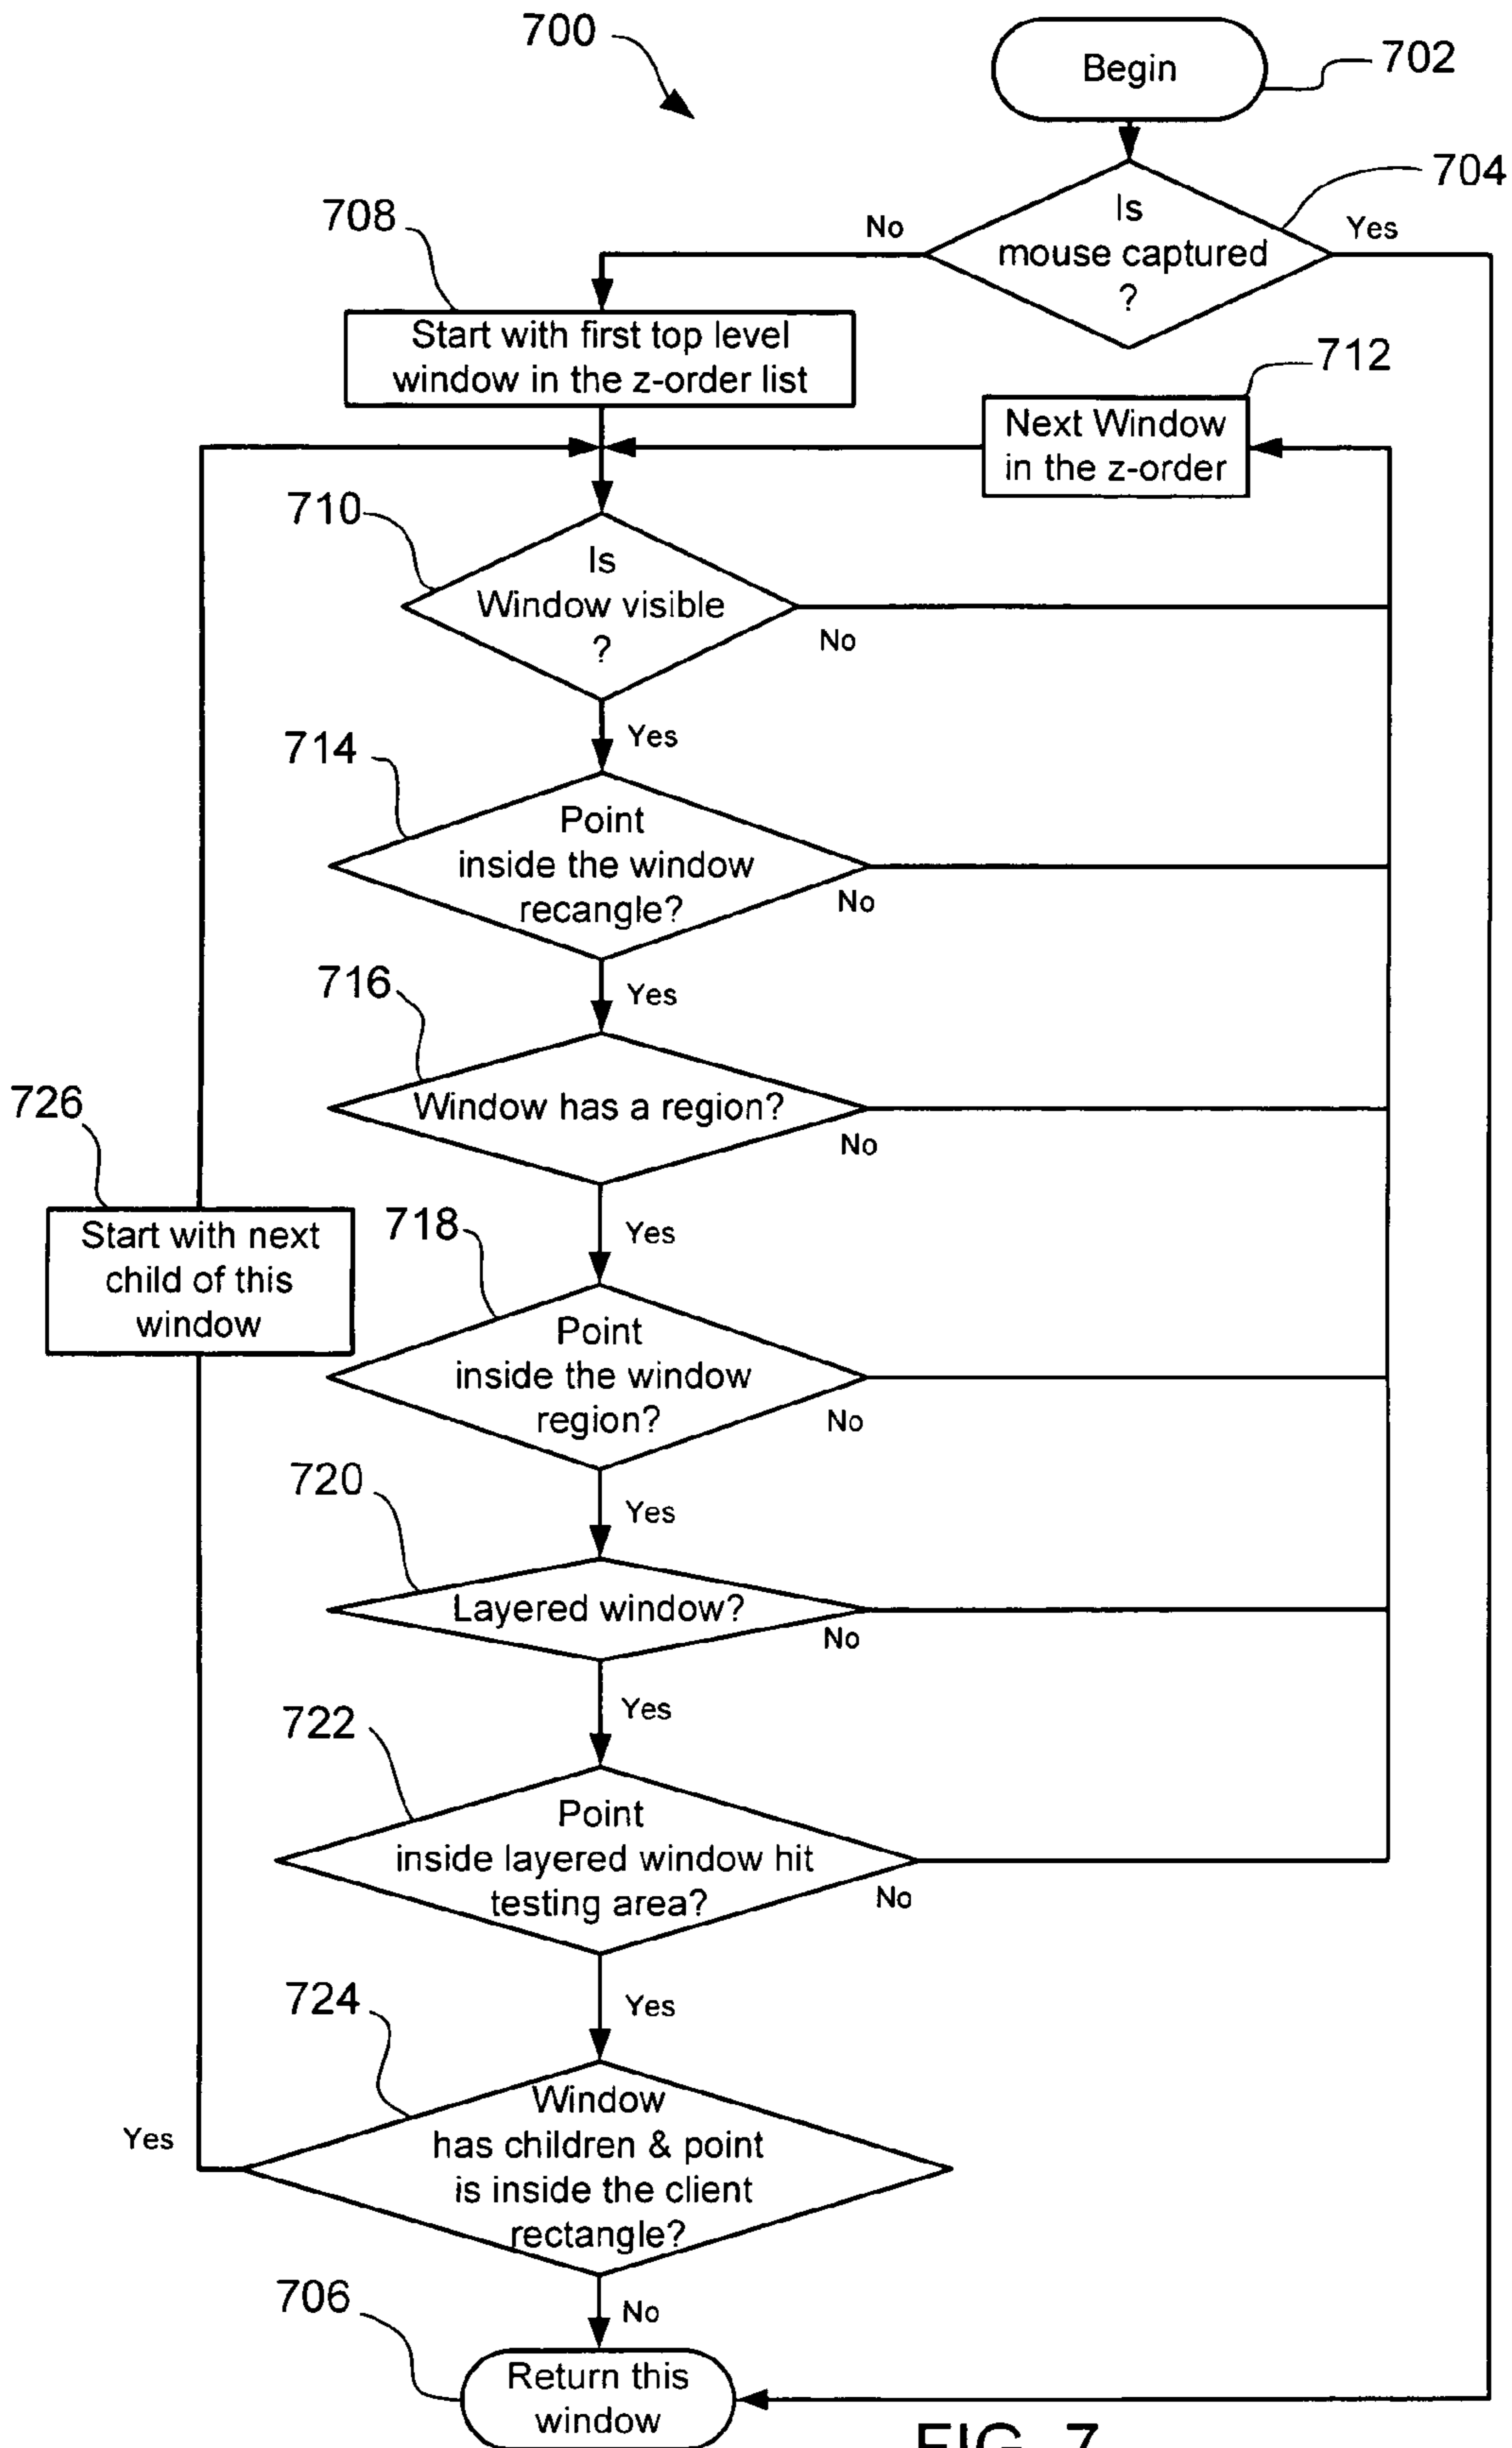 700
Begin
702
Is
mouse captured
?
704
No
Yes
708
Start with first top level
window in the z-order list
712
Next Window
in the z-order
710
Is
Window visible
?
No
Yes
714
Point
inside the window
recangle?
No
Yes
716
Window has a region?
No
Yes
726
Start with next
child of this
window
718
Point
inside the window
region?
No
Yes
720
Layered window?
No
Yes
722
Point
inside layered window hit
testing area?
No
Yes
724
Window
has children & point
is inside the client
rectangle?
Yes
No
706
Return this
window
FIG. 7